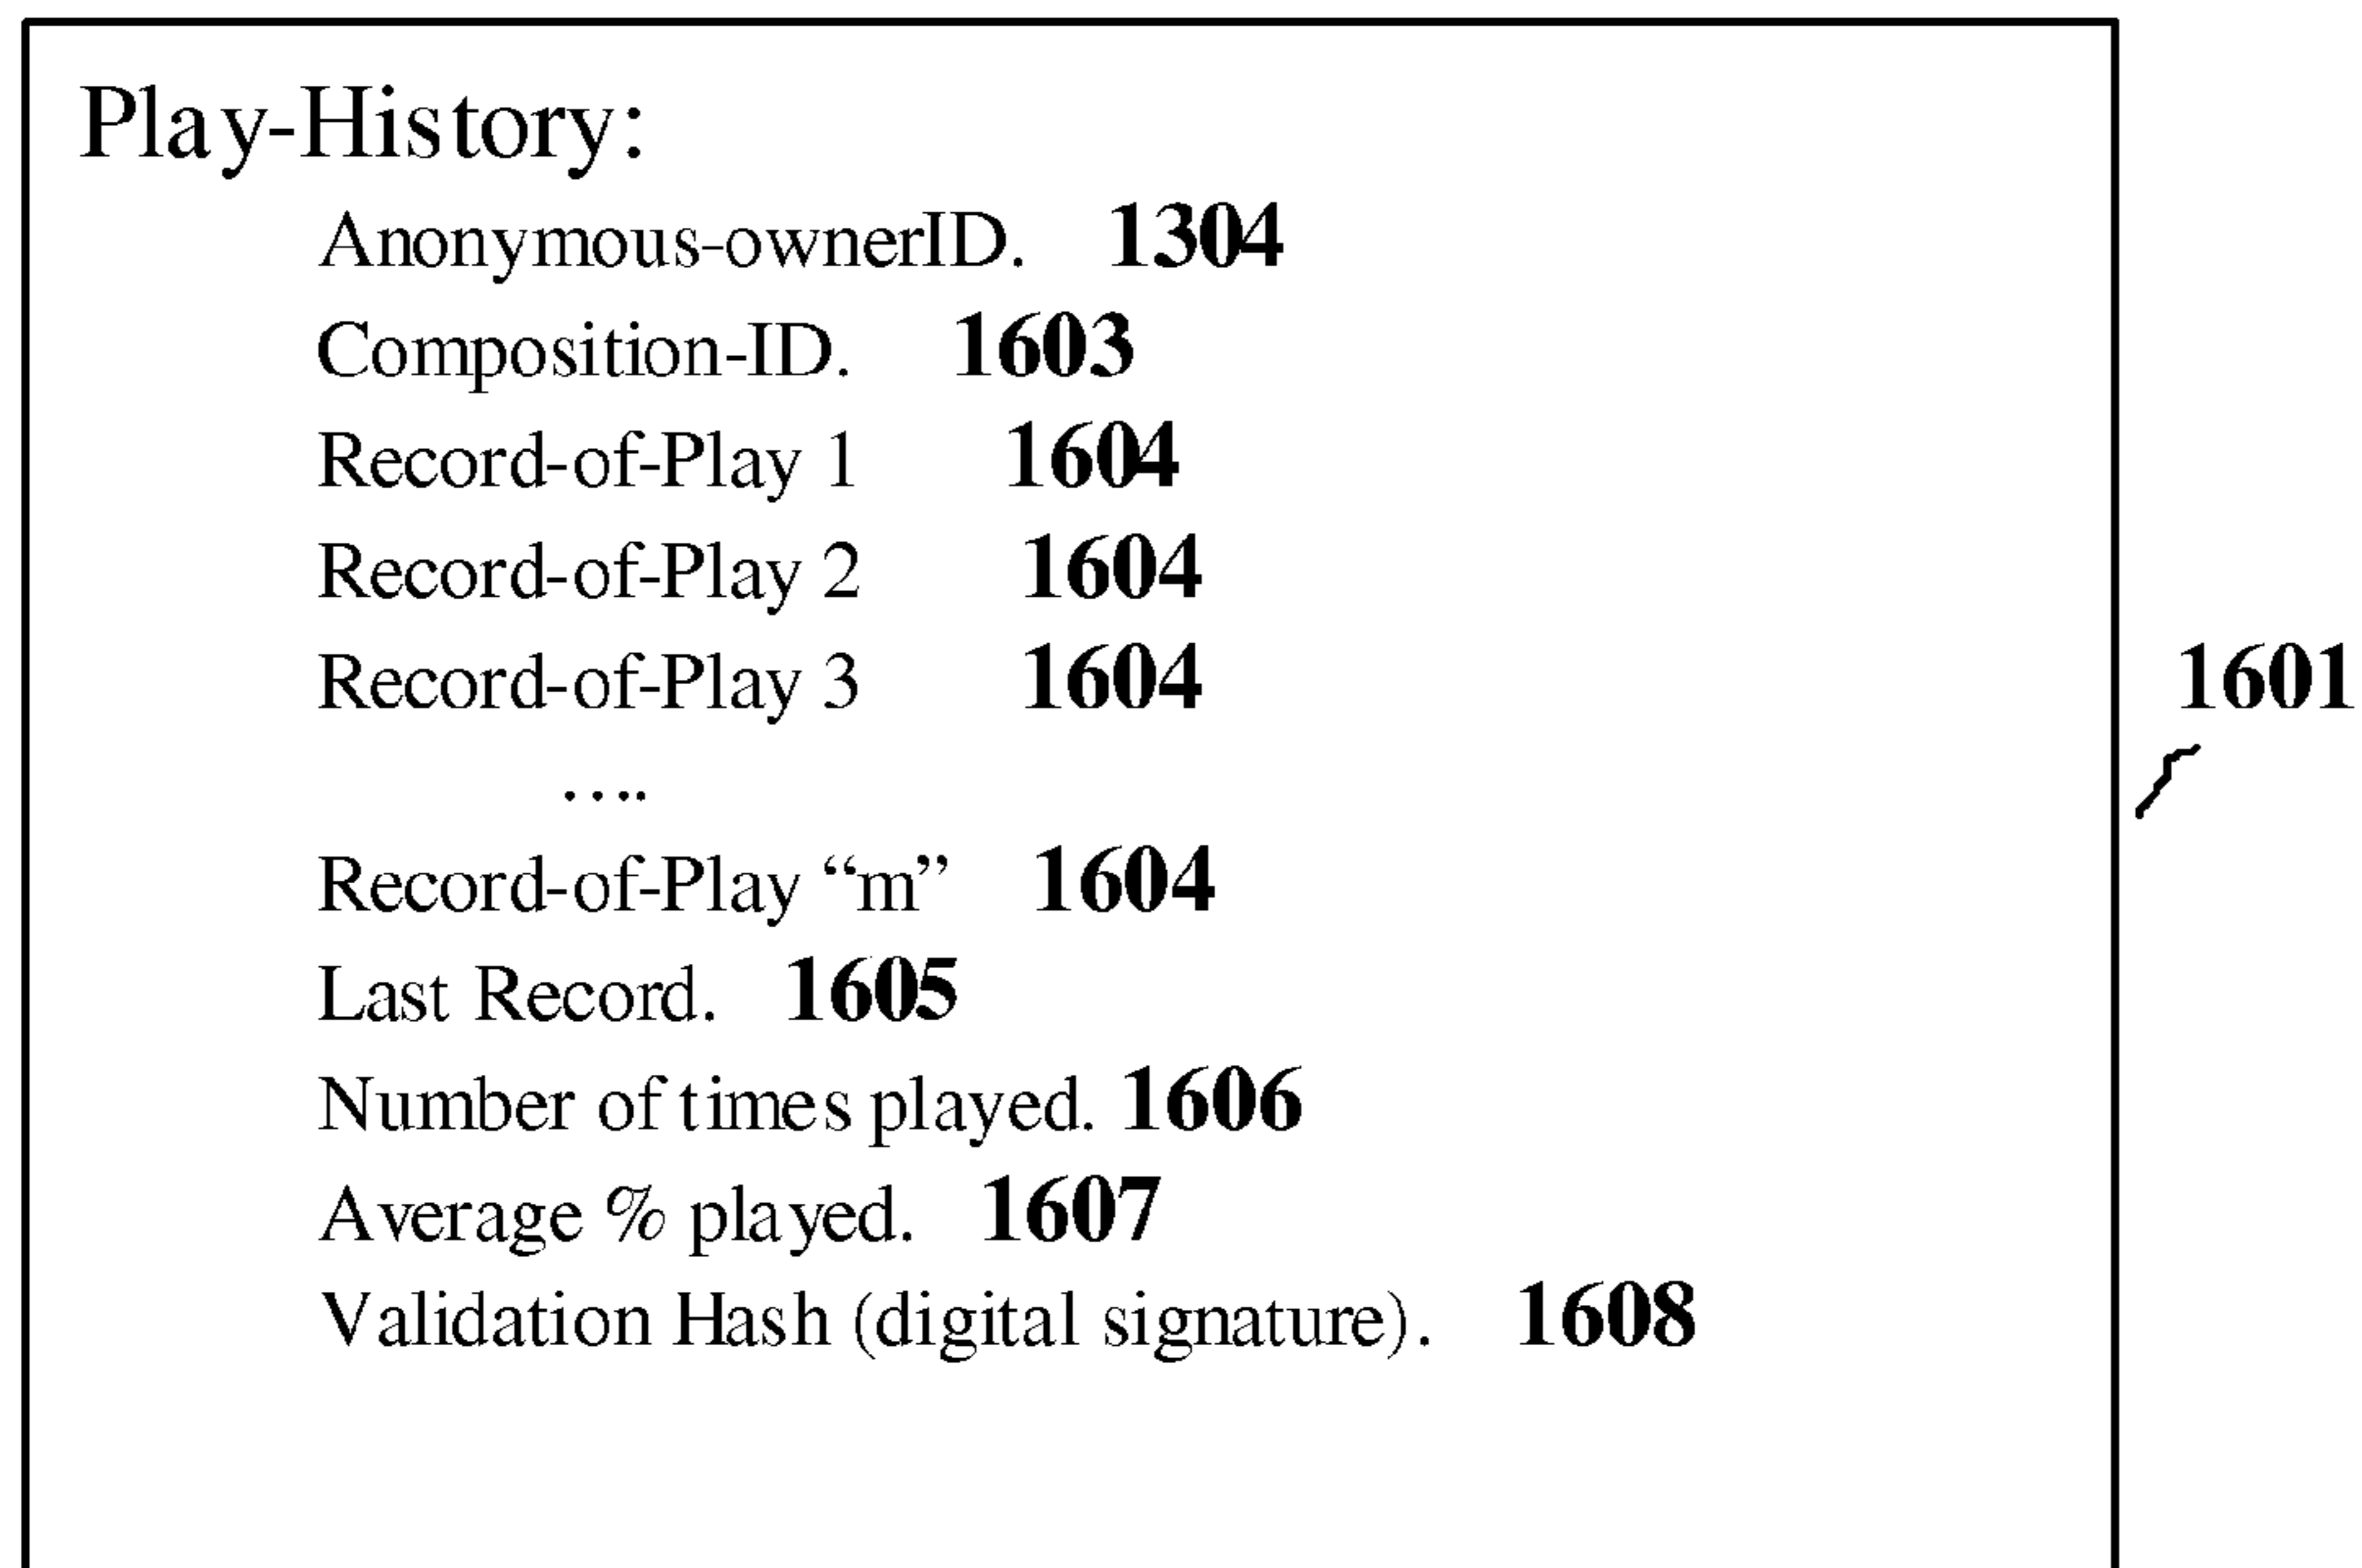 Play-History:
Anonymous-ownerID. 1304
Composition-ID. 1603
Record-of-Play 1 1604
Record-of-Play 2 1604
Record-of-Play 3 1604
1601
....
Record-of-Play “m” 1604
Last Record. 1605
Number of times played. 1606
Average % played. 1607
Validation Hash (digital signature). 1608